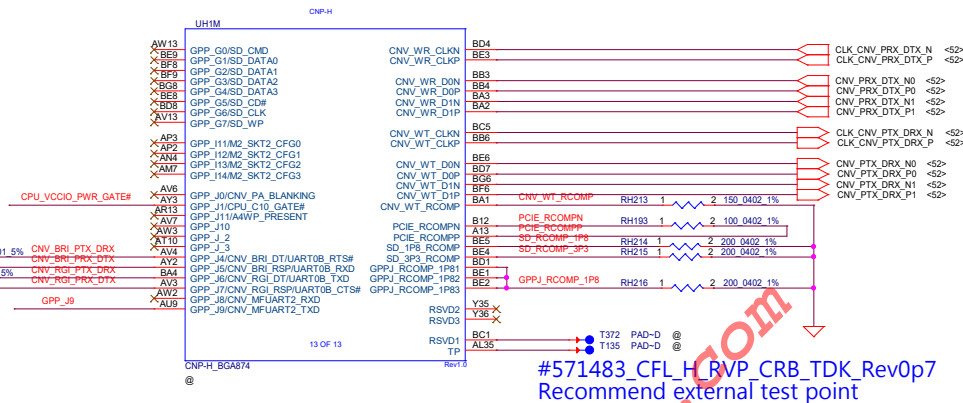 CNP-H
UH1M
AW13 GPP_G0/SD_CMD
BE9 GPP_G1/SD_DATA0
BF8 GPP_G2/SD_DATA1
BF9 GPP_G3/SD_DATA2
BG8 GPP_G4/SD_DATA3
BE8 GPP_G5/SD_CD#
BD8 GPP_G6/SD_CLK
AV13 GPP_G7/SD_WP
AP3 GPP_I11/M2_SKT2_CFG0
AP2 GPP_I12/M2_SKT2_CFG1
AN4 GPP_I13/M2_SKT2_CFG2
AM7 GPP_I14/M2_SKT2_CFG3
AV6 GPP_J0/CNV_PA_BLANKING
CPU_VCCIO_PWR_GATE# AY3 GPP_J1/CPU_C10_GATE#
AR13 GPP_J11/A4WP_PRESENT
AV7 GPP_J10
AW3 GPP_J_2
AT10 GPP_J_3
01_5% CNV_BRI_PTX_DRX AV4 GPP_J4/CNV_BRI_DT/UART0B_RTS#
CNV_BRI_PRX_DTX AY2 GPP_J5/CNV_BRI_RSP/UART0B_RXD
5% CNV_RGI_PTX_DRX BA4 GPP_J6/CNV_RGI_DT/UART0B_TXD
CNV_RGI_PRX_DTX AV3 GPP_J7/CNV_RGI_RSP/UART0B_CTS#
AW2 GPP_J8/CNV_MFUART2_RXD
GPP_J9 AU9 GPP_J9/CNV_MFUART2_TXD
CNV_WR_CLKN BD4 CLK_CNV_PRX_DTX_N <52>
CNV_WR_CLKP BE3 CLK_CNV_PRX_DTX_P <52>
CNV_WR_D0N BB3 CNV_PRX_DTX_N0 <52>
CNV_WR_D0P BB4 CNV_PRX_DTX_P0 <52>
CNV_WR_D1N BA3 CNV_PRX_DTX_N1 <52>
CNV_WR_D1P BA2 CNV_PRX_DTX_P1 <52>
CNV_WT_CLKN BC5 CLK_CNV_PTX_DRX_N <52>
CNV_WT_CLKP BB6 CLK_CNV_PTX_DRX_P <52>
CNV_WT_D0N BE6 CNV_PTX_DRX_N0 <52>
CNV_WT_D0P BD7 CNV_PTX_DRX_P0 <52>
CNV_WT_D1N BG6 CNV_PTX_DRX_N1 <52>
CNV_WT_D1P BF6 CNV_PTX_DRX_P1 <52>
CNV_WT_RCOMP BA1 CNV_WT_RCOMP RH213 1 2 150_0402_1%
PCIE_RCOMPN B12 PCIE_RCOMPN RH193 1 2 100_0402_1%
PCIE_RCOMPP A13 PCIE_RCOMPP
SD_1P8_RCOMP BE5 SD_RCOMP_1P8 RH214 1 2 200_0402_1%
SD_3P3_RCOMP BE4 SD_RCOMP_3P3 RH215 1 2 200_0402_1%
GPPJ_RCOMP_1P81 BD1
GPPJ_RCOMP_1P82 BE1
GPPJ_RCOMP_1P83 BE2 GPPJ_RCOMP_1P8 RH216 1 2 200_0402_1%
RSVD2 Y35
RSVD3 Y36
RSVD1 BC1 T372 PAD~D @
TP AL35 T135 PAD~D @
13 OF 13
CNP-H_BGA874
Rev1.0
@
#571483_CFL_H_RVP_CRB_TDK_Rev0p7
Recommend external test point
.com